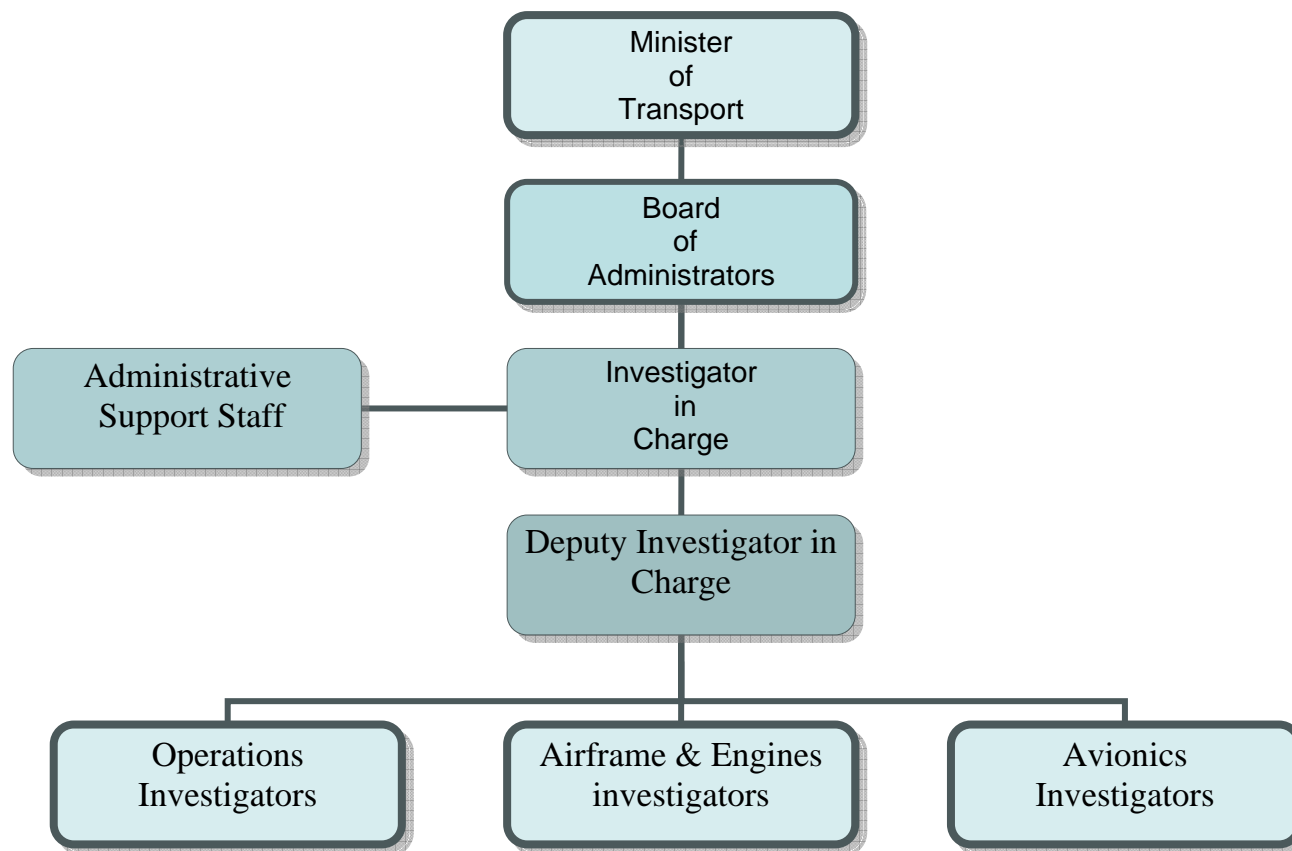 Minister
of
Transport
Board
of
Administrators
Administrative
Support Staff
Investigator
in
Charge
Deputy Investigator in
Charge
Operations
Investigators
Airframe & Engines
investigators
Avionics
Investigators